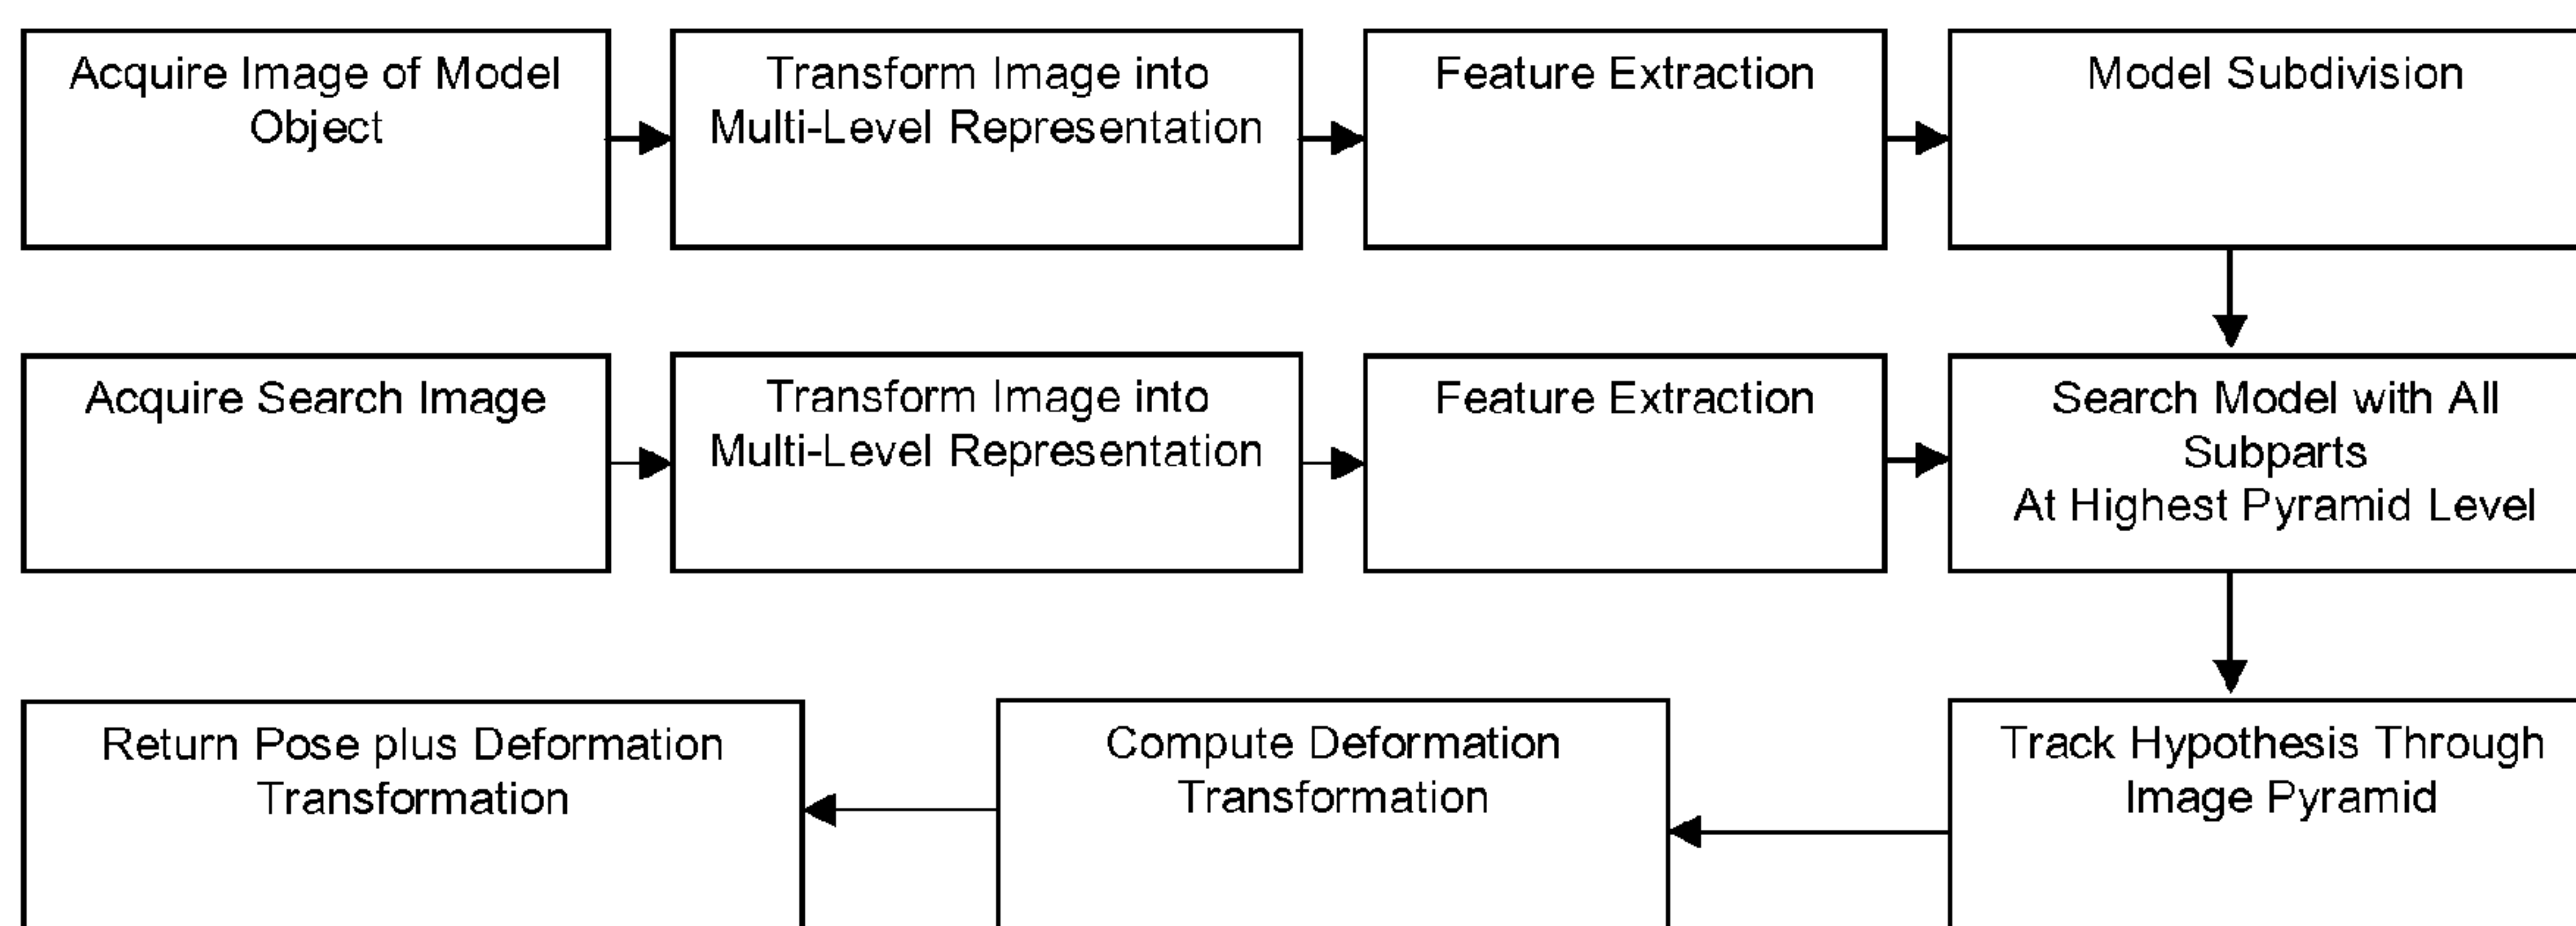 Acquire Image of Model
Object
Transform Image into
Multi-Level Representation
Feature Extraction
Model Subdivision
Acquire Search Image
Transform Image into
Multi-Level Representation
Feature Extraction
Search Model with All
Subparts
At Highest Pyramid Level
Return Pose plus Deformation
Transformation
Compute Deformation
Transformation
Track Hypothesis Through
Image Pyramid